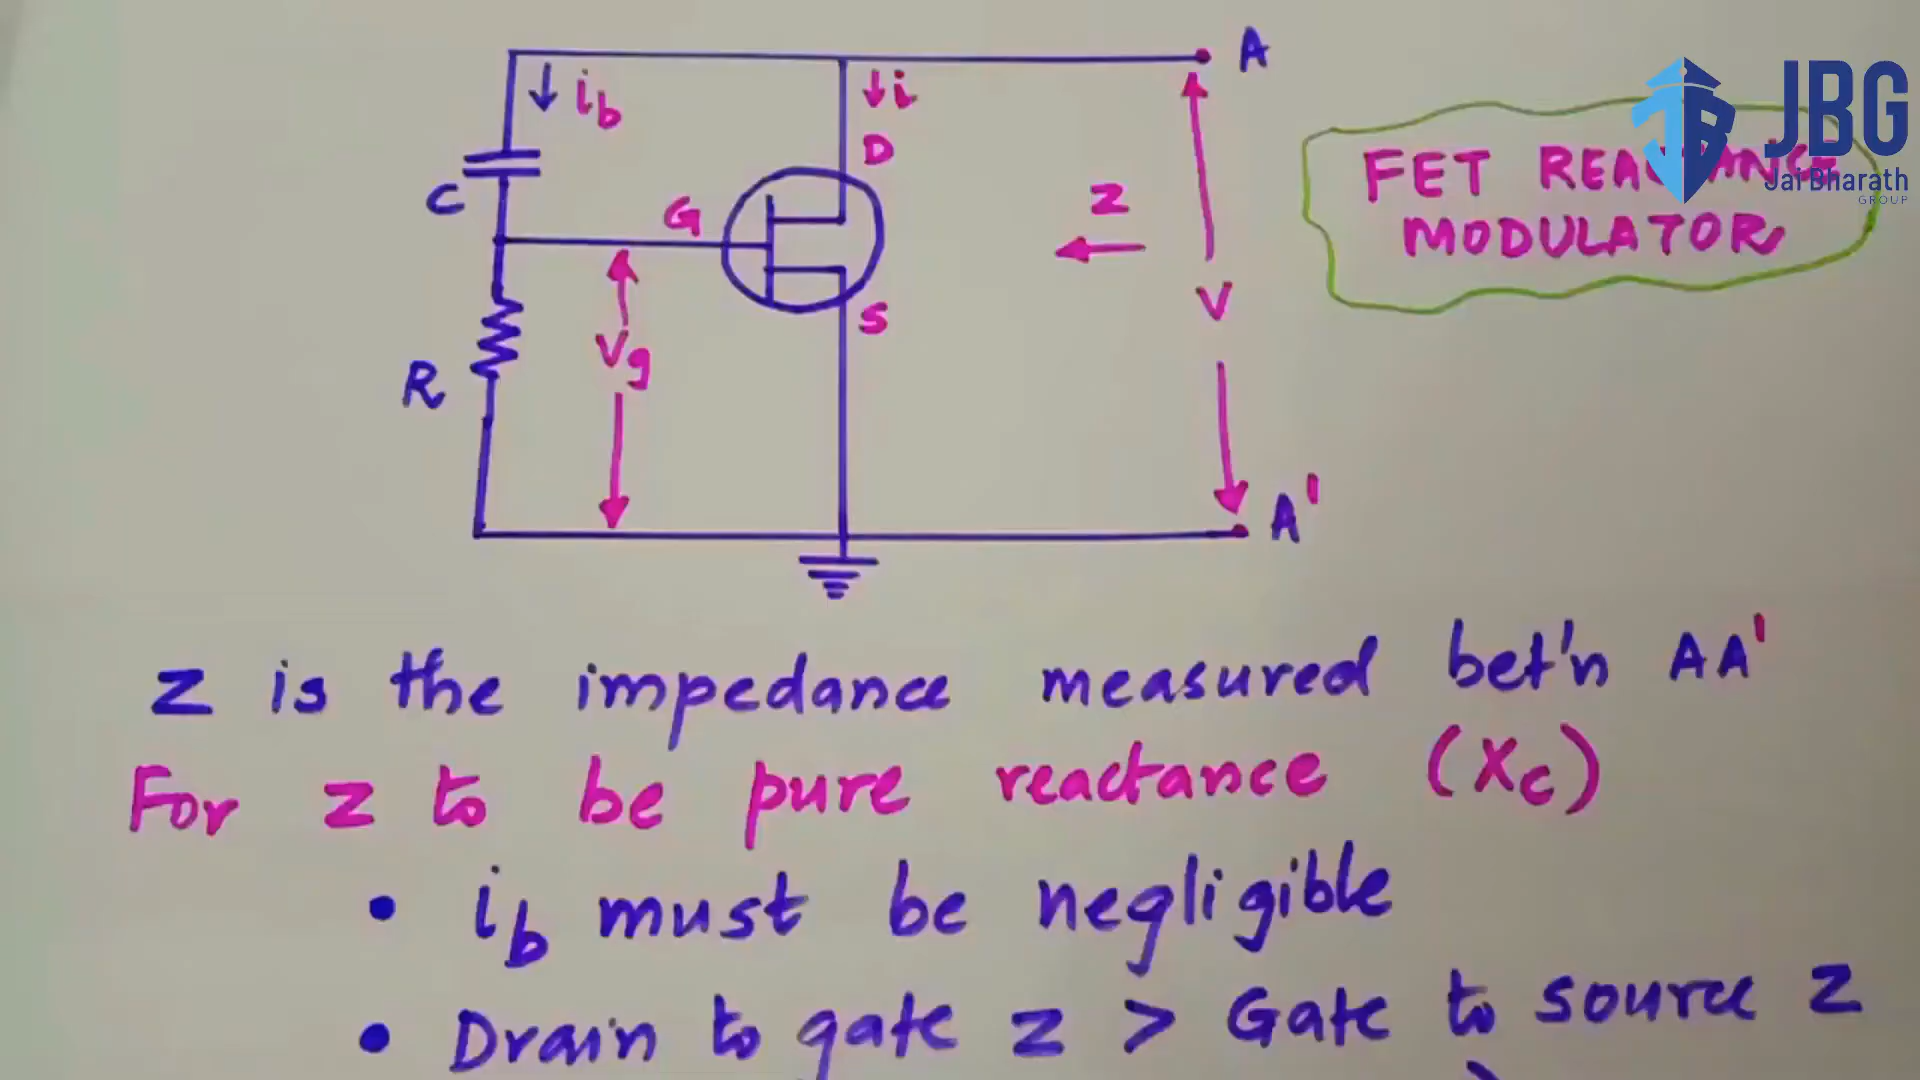 A
ib
i
D
C
G
Z
FET REACTANCE
MODULATOR
JBG
Jai Bharath
GROUP
V
S
Vg
R
A'
Z is the impedance measured bet'n AA'
For Z to be pure reactance (Xc)
• ib must be negligible
• Drain to gate Z > Gate to source Z